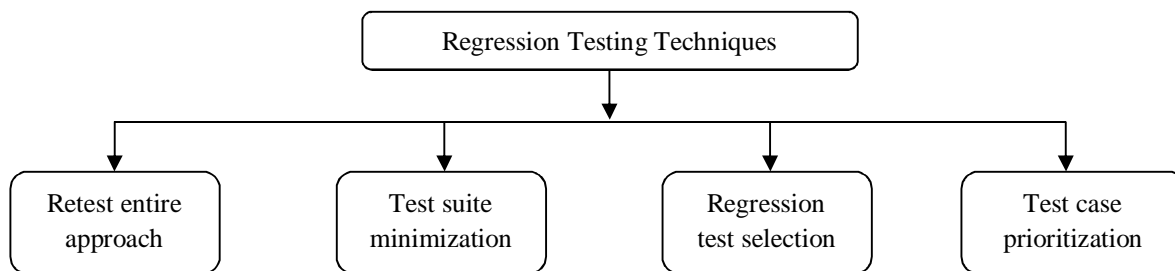 Regression Testing Techniques
Retest entire
approach
Test suite
minimization
Regression
test selection
Test case
prioritization